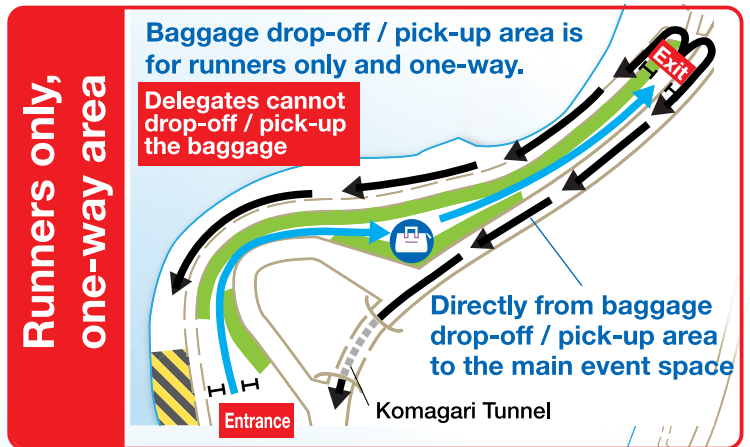 Runners only,
one-way area
Baggage drop-off / pick-up area is
for runners only and one-way.
Delegates cannot
drop-off / pick-up
the baggage
Exit
Directly from baggage
drop-off / pick-up area
to the main event space
Komagari Tunnel
Entrance